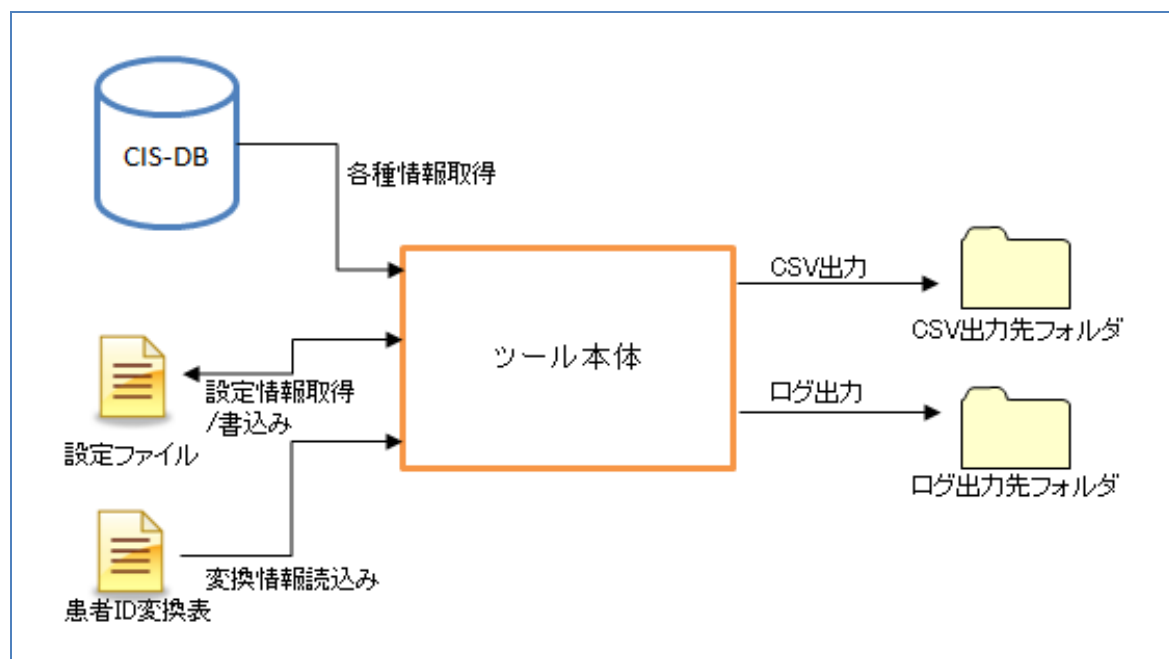 CIS-DB
各種情報取得
ツール本体
CSV出力
CSV出力先フォルダ
設定情報取得
/書込み
設定ファイル
ログ出力
ログ出力先フォルダ
変換情報読込み
患者ID変換表